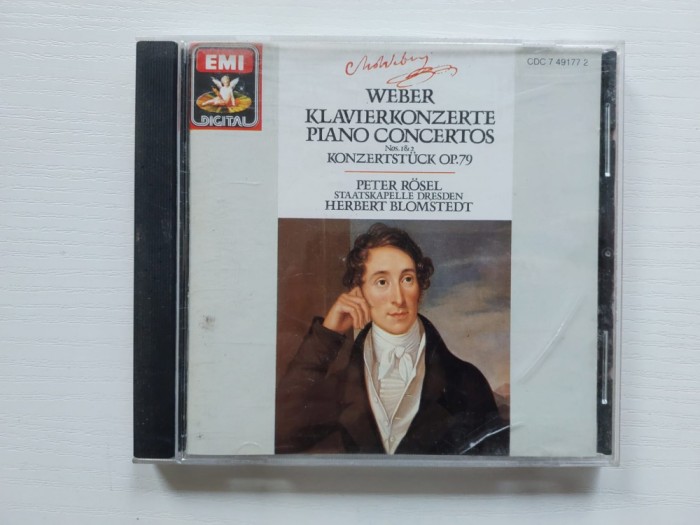 EMI
DIGITAL
CDC 7 49177 2
WEBER
KLAVIERKONZERTE
PIANO CONCERTOS
Nos. 1 & 2
KONZERTSTÜCK OP.79
PETER RÖSEL
STAATSKAPELLE DRESDEN
HERBERT BLOMSTEDT